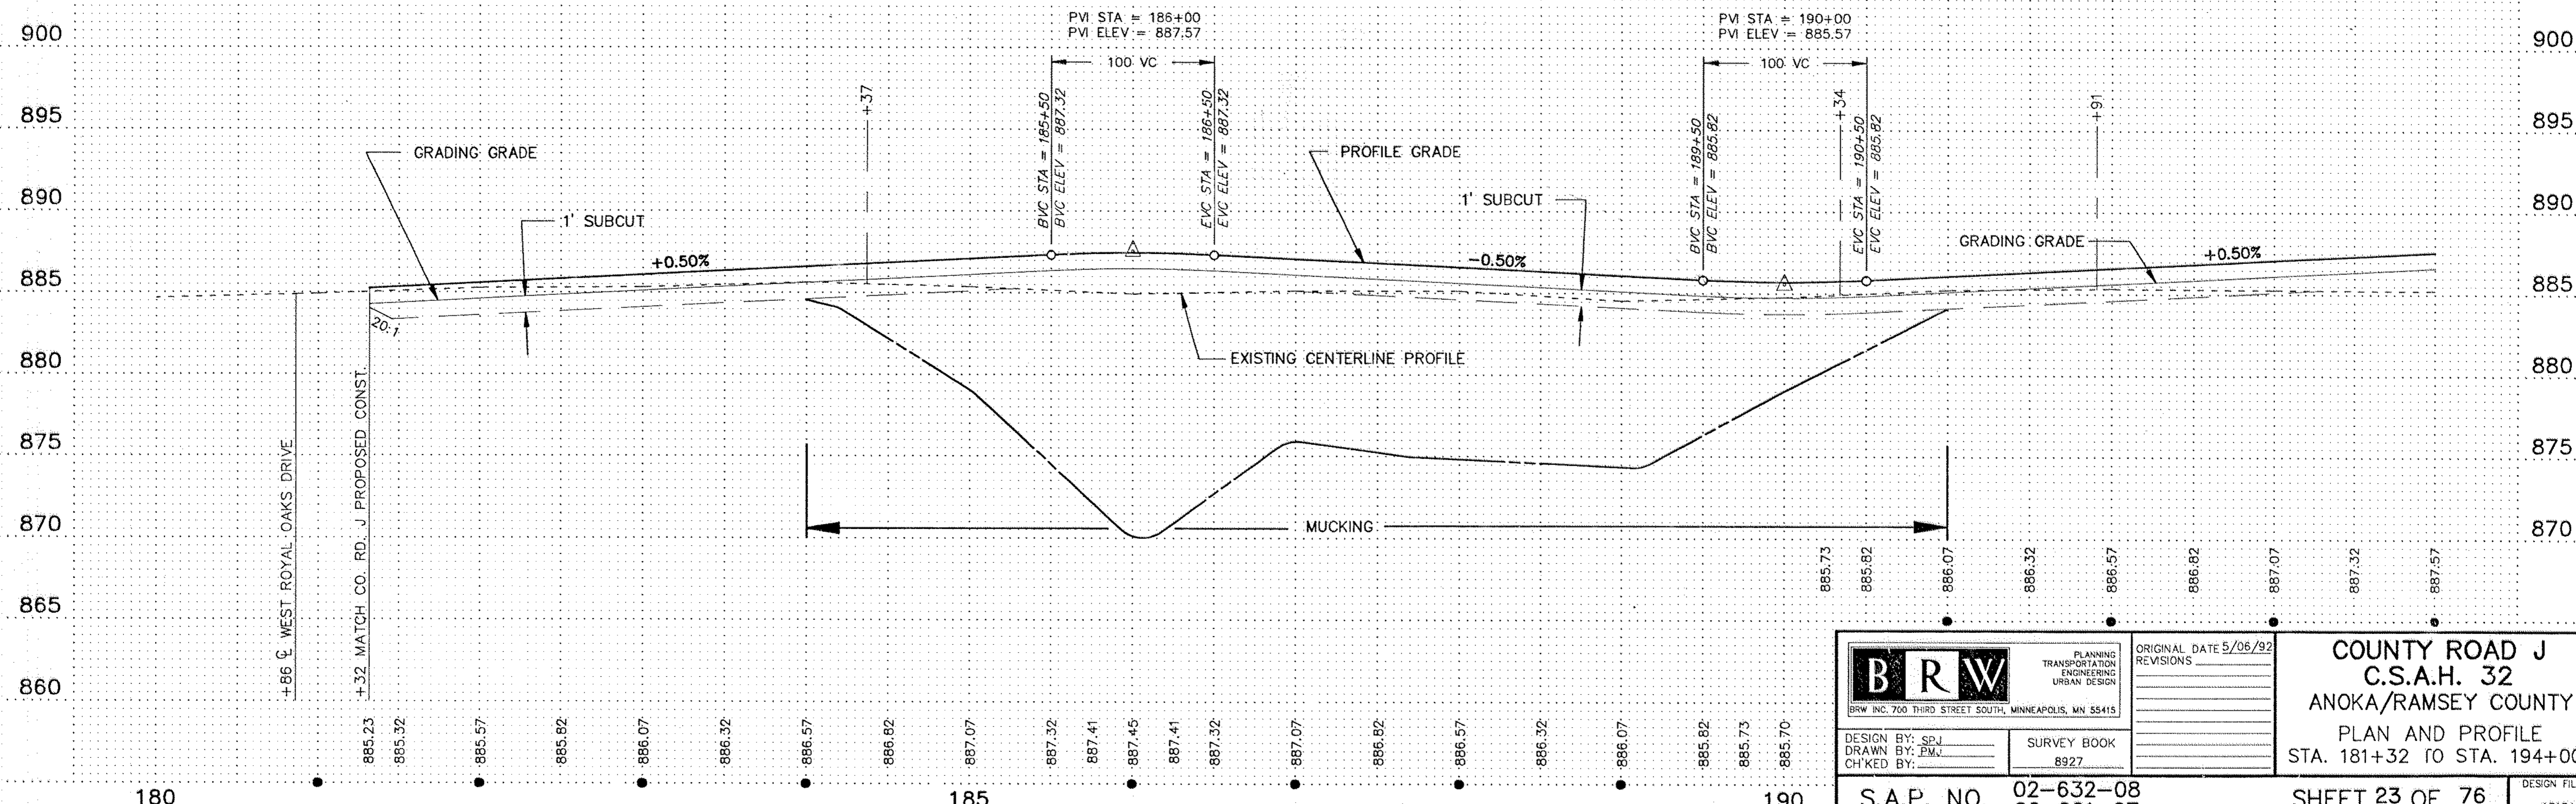 PVI STA = 186+00
PVI ELEV = 887.57
PVI STA = 190+00
PVI ELEV = 885.57
900
900
100 VC
100 VC
895
895
+37
BVC STA = 185+50
BVC ELEV = 887.32
EVC STA = 186+50
EVC ELEV = 887.32
BVC STA = 189+50
BVC ELEV = 885.82
+34
EVC STA = 190+50
EVC ELEV = 885.82
+91
GRADING GRADE
PROFILE GRADE
890
890
1' SUBCUT
1' SUBCUT
GRADING GRADE
+0.50%
-0.50%
+0.50%
885
885
20:1
880
EXISTING CENTERLINE PROFILE
880
875
875
870
MUCKING
870
865
860
+86 ℄ WEST ROYAL OAKS DRIVE
+32 MATCH CO. RD. J PROPOSED CONST.
885.73
885.82
886.07
886.32
886.57
886.82
887.07
887.32
887.57
885.23
885.32
885.57
885.82
886.07
886.32
886.57
886.82
887.07
887.32
887.41
887.45
887.41
887.32
887.07
886.82
886.57
886.32
886.07
885.82
885.73
885.70
180
185
190
BRW
PLANNING
TRANSPORTATION
ENGINEERING
URBAN DESIGN
BRW INC. 700 THIRD STREET SOUTH, MINNEAPOLIS, MN 55415
ORIGINAL DATE 5/06/92
REVISIONS
DESIGN BY: SPJ
DRAWN BY: PMJ
CH'KED BY:
SURVEY BOOK
8927
COUNTY ROAD J
C.S.A.H. 32
ANOKA/RAMSEY COUNTY
PLAN AND PROFILE
STA. 181+32 TO STA. 194+00
S.A.P. NO
02-632-08
SHEET 23 OF 76